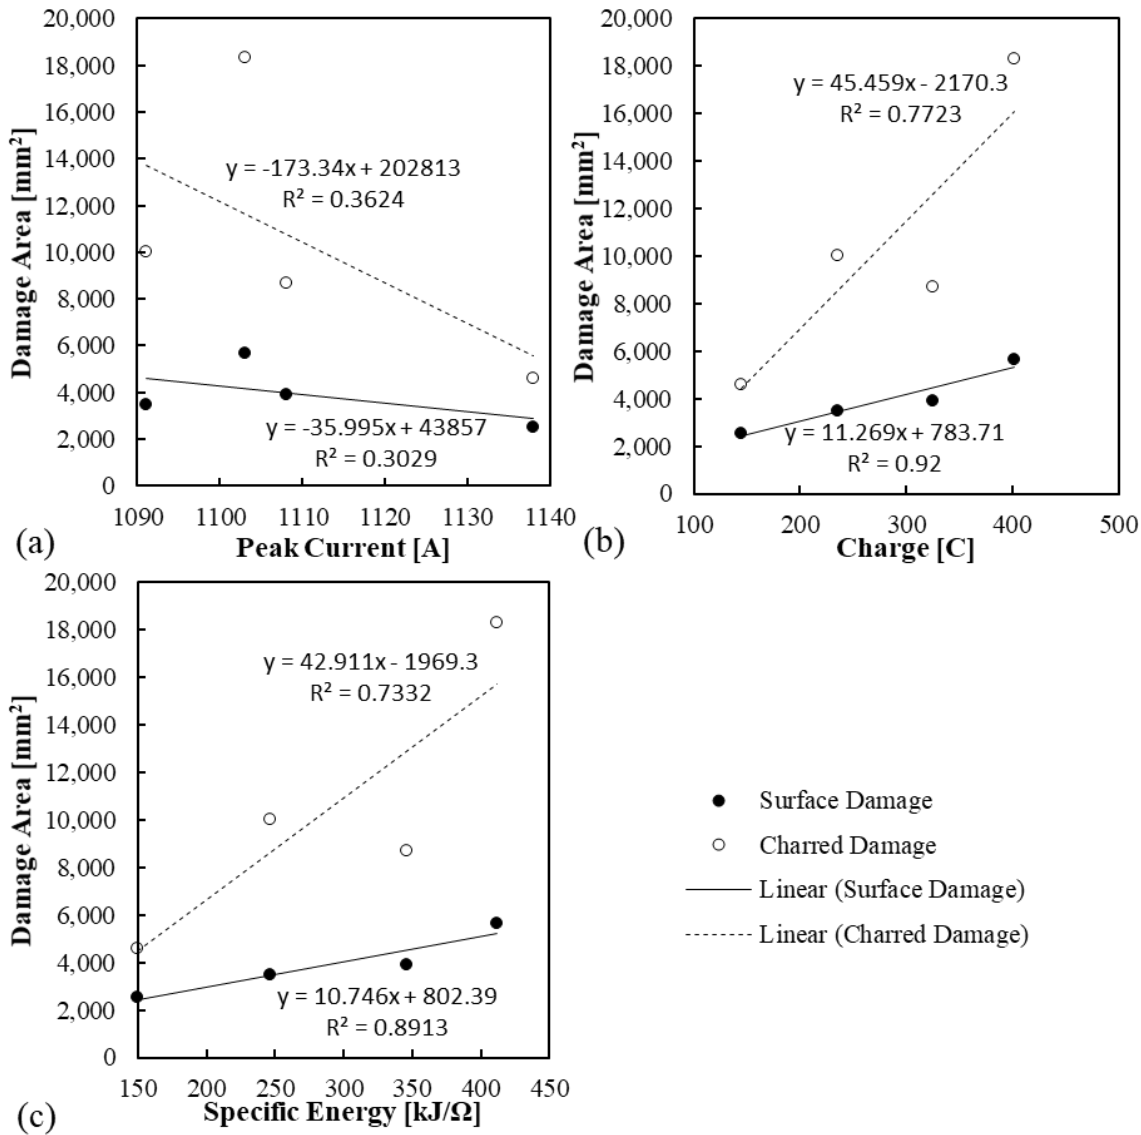 20,000
18,000
16,000
14,000
12,000
10,000
8,000
6,000
4,000
2,000
0
Damage Area [mm²]
y = -173.34x + 202813
R² = 0.3624
y = -35.995x + 43857
R² = 0.3029
1090 1100 1110 1120 1130 1140
(a)
Peak Current [A]
20,000
18,000
16,000
14,000
12,000
10,000
8,000
6,000
4,000
2,000
0
Damage Area [mm²]
y = 45.459x - 2170.3
R² = 0.7723
y = 11.269x + 783.71
R² = 0.92
100 200 300 400 500
(b)
Charge [C]
20,000
18,000
16,000
14,000
12,000
10,000
8,000
6,000
4,000
2,000
0
Damage Area [mm²]
y = 42.911x - 1969.3
R² = 0.7332
y = 10.746x + 802.39
R² = 0.8913
150 200 250 300 350 400 450
(c)
Specific Energy [kJ/Ω]
Surface Damage
Charred Damage
Linear (Surface Damage)
Linear (Charred Damage)